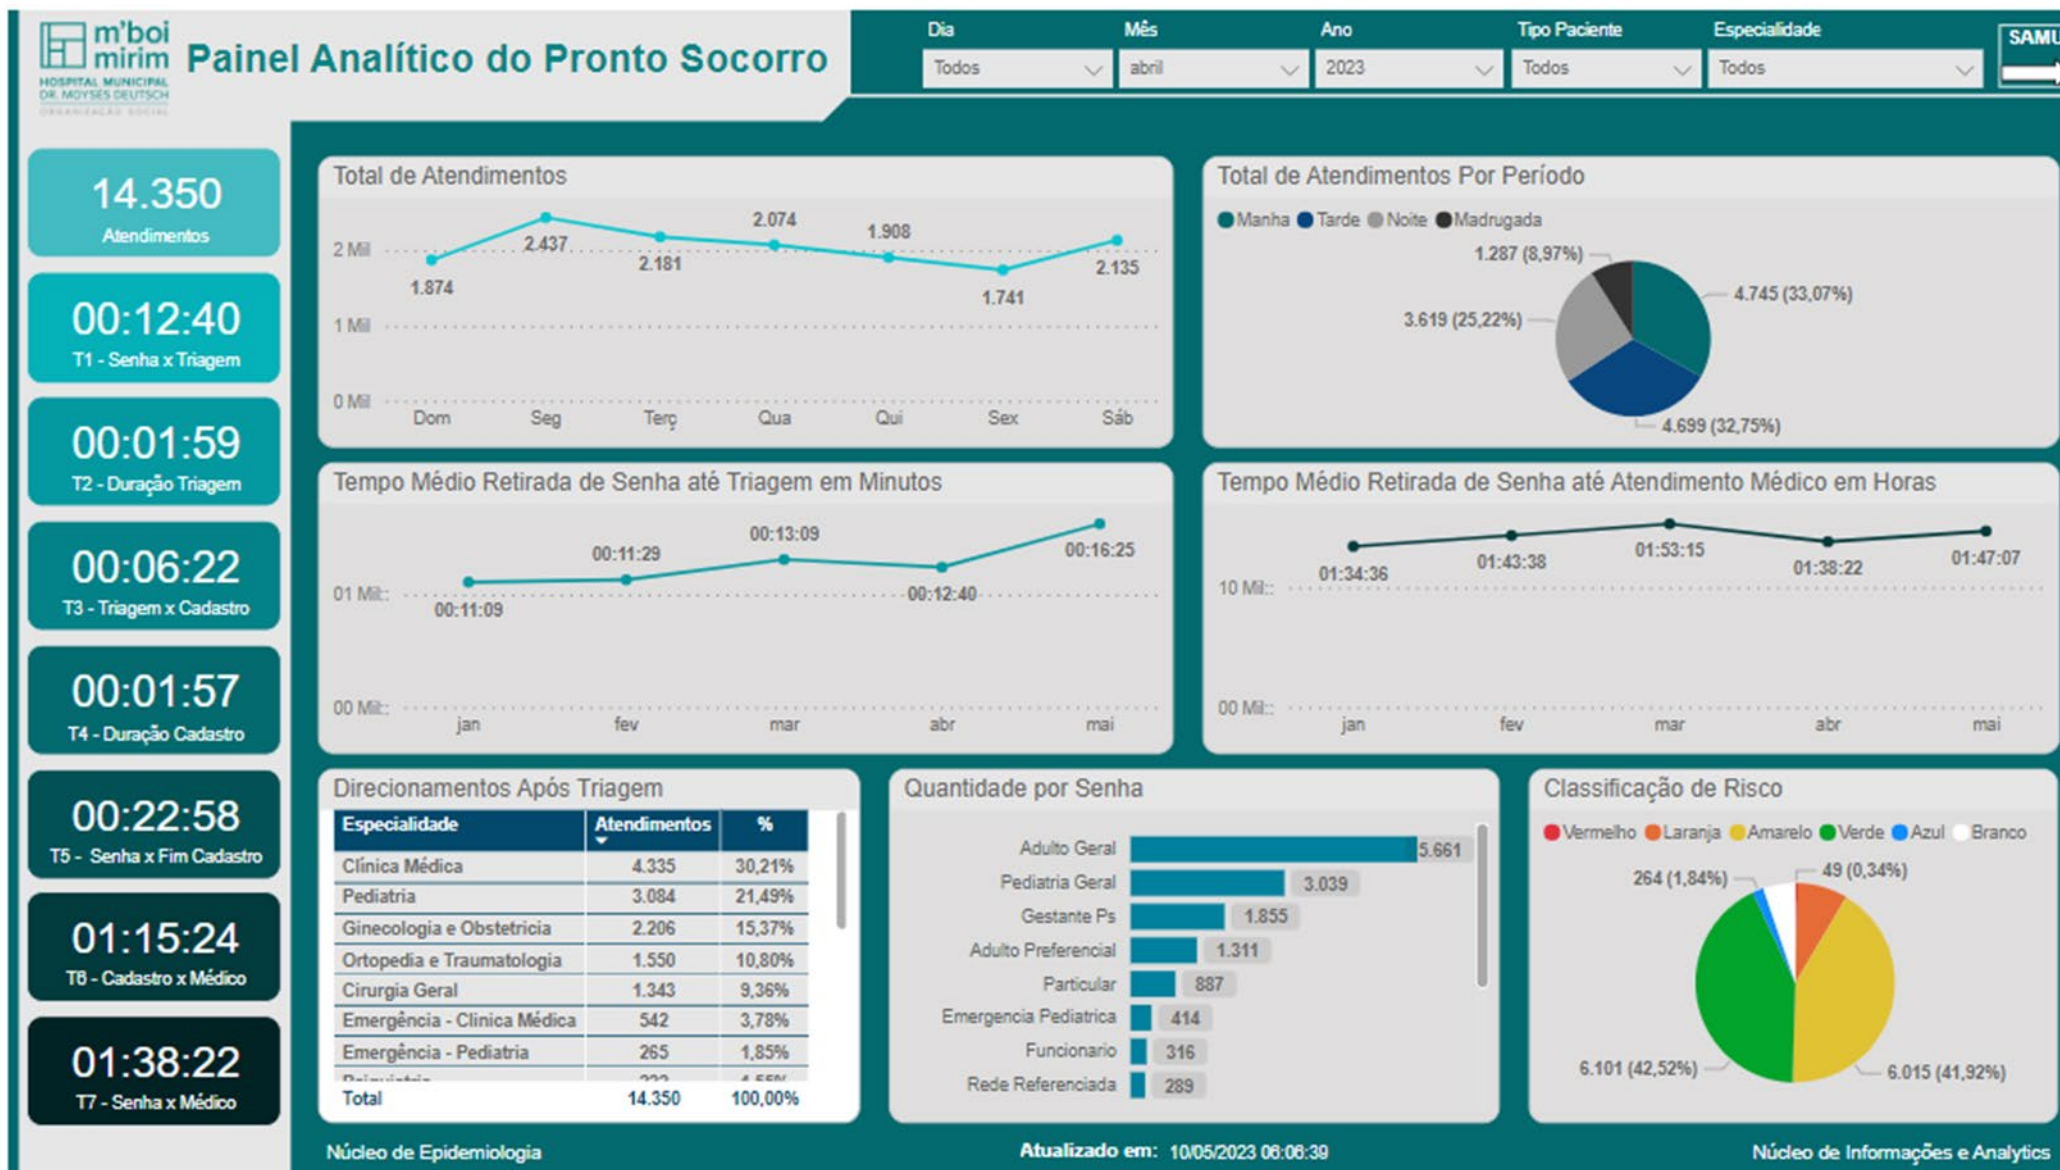 m'boi
mirim
HOSPITAL MUNICIPAL
DR. MOYSÉS DEUTSCH
ORGANIZAÇÃO SOCIAL
Painel Analítico do Pronto Socorro
Dia Mês Ano Tipo Paciente Especialidade
Todos abril 2023 Todos Todos
SAMU
14.350
Atendimentos
00:12:40
T1 - Senha x Triagem
00:01:59
T2 - Duração Triagem
00:06:22
T3 - Triagem x Cadastro
00:01:57
T4 - Duração Cadastro
00:22:58
T5 - Senha x Fim Cadastro
01:15:24
T6 - Cadastro x Médico
01:38:22
T7 - Senha x Médico
Total de Atendimentos
2 Mil
1 Mil
0 Mil
1.874
2.437
2.181
2.074
1.908
1.741
2.135
Dom Seg Terç Qua Qui Sex Sáb
Total de Atendimentos Por Período
Manha Tarde Noite Madrugada
1.287 (8,97%)
4.745 (33,07%)
3.619 (25,22%)
4.699 (32,75%)
Tempo Médio Retirada de Senha até Triagem em Minutos
01 Mil::
00 Mil::
00:11:09
00:11:29
00:13:09
00:12:40
00:16:25
jan fev mar abr mai
Tempo Médio Retirada de Senha até Atendimento Médico em Horas
10 Mil::
00 Mil::
01:34:36
01:43:38
01:53:15
01:38:22
01:47:07
jan fev mar abr mai
Direcionamentos Após Triagem
Especialidade Atendimentos %
Clínica Médica 4.335 30,21%
Pediatria 3.084 21,49%
Ginecologia e Obstetricia 2.206 15,37%
Ortopedia e Traumatologia 1.550 10,80%
Cirurgia Geral 1.343 9,36%
Emergência - Clinica Médica 542 3,78%
Emergência - Pediatria 265 1,85%
Total 14.350 100,00%
Quantidade por Senha
Adulto Geral 5.661
Pediatria Geral 3.039
Gestante Ps 1.855
Adulto Preferencial 1.311
Particular 887
Emergencia Pediatrica 414
Funcionario 316
Rede Referenciada 289
Classificação de Risco
Vermelho Laranja Amarelo Verde Azul Branco
264 (1,84%)
49 (0,34%)
6.101 (42,52%)
6.015 (41,92%)
Núcleo de Epidemiologia
Atualizado em: 10/05/2023 06:06:39
Núcleo de Informações e Analytics